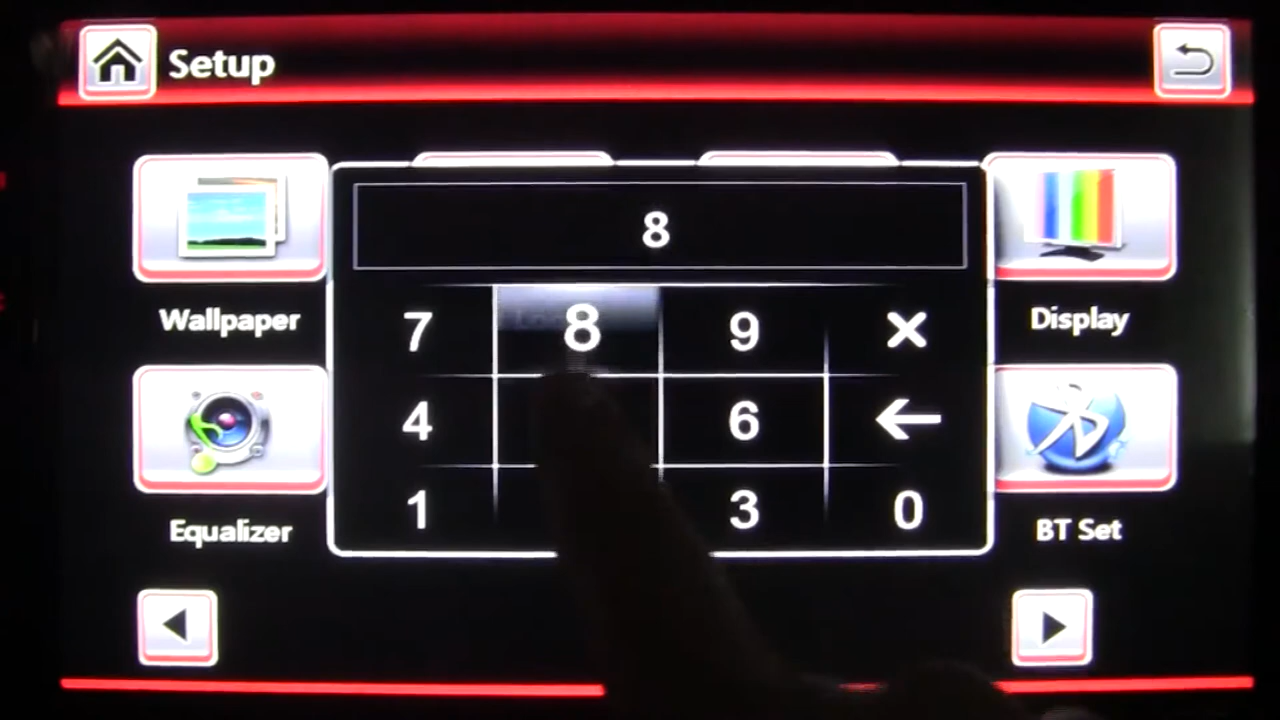 Setup
8
7 8 9 X
4 6 ←
1 3 0
Wallpaper
Display
Equalizer
BT Set